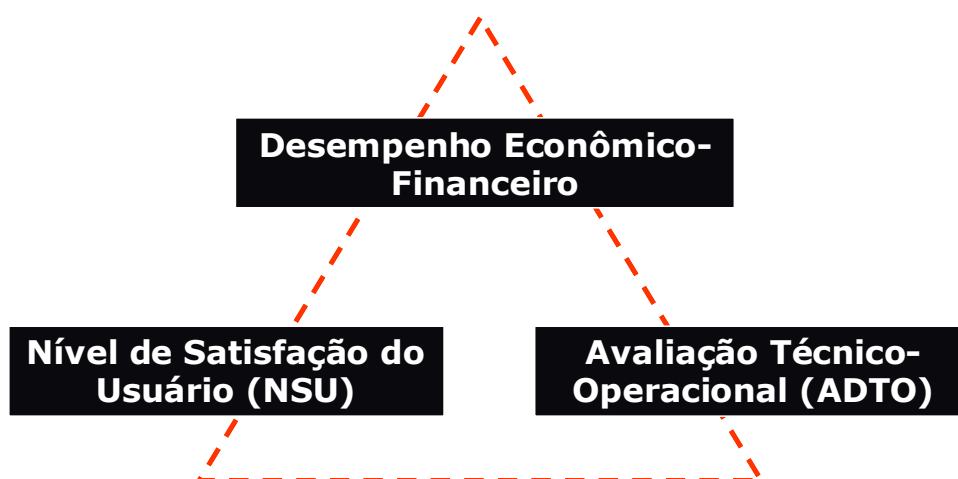 Desempenho Econômico-
Financeiro
Nível de Satisfação do
Usuário (NSU)
Avaliação Técnico-
Operacional (ADTO)